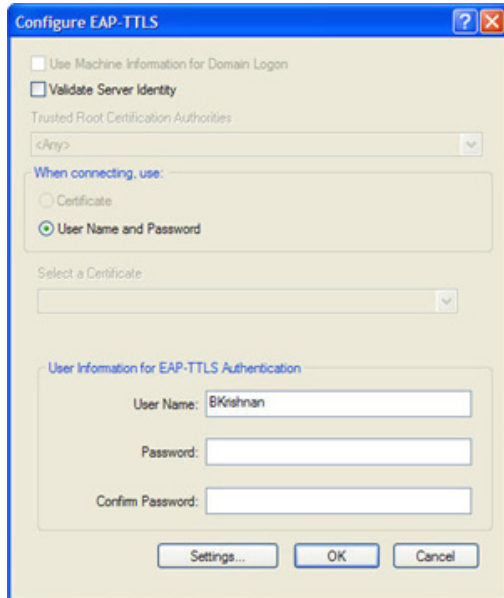 Configure EAP-TTLS
Use Machine Information for Domain Logon
Validate Server Identity
Trusted Root Certification Authorities
<Any>
When connecting, use:
Certificate
User Name and Password
Select a Certificate
User Information for EAP-TTLS Authentication
User Name: BKrishnan
Password:
Confirm Password:
Settings... OK Cancel